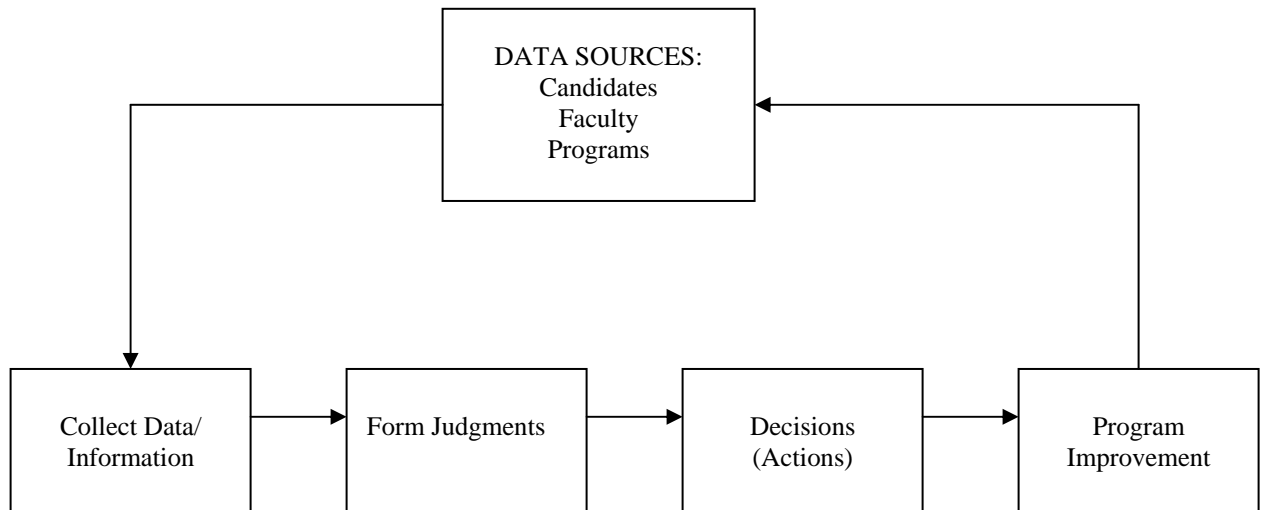 DATA SOURCES:
Candidates
Faculty
Programs
Collect Data/
Information
Form Judgments
Decisions
(Actions)
Program
Improvement